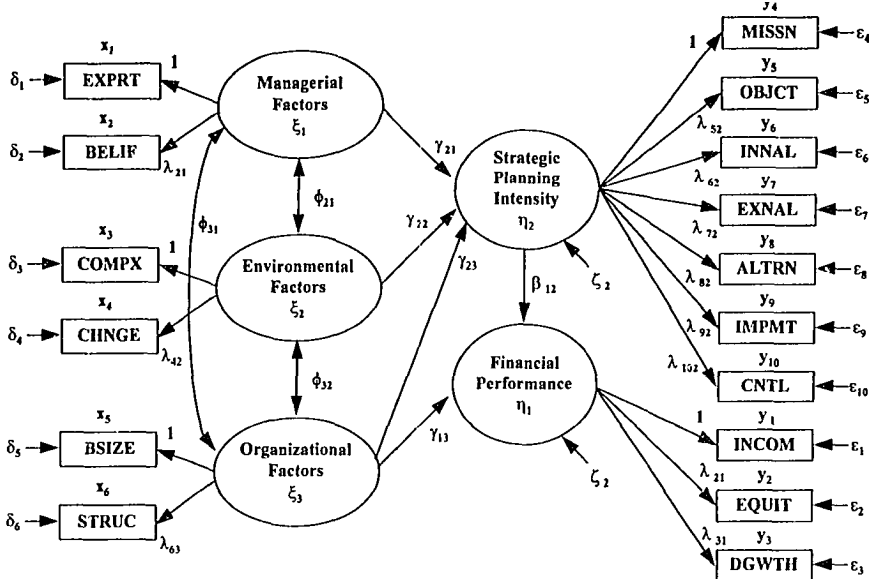 x₁
δ₁ EXPRT 1
x₂
δ₂ BELIF λ₂₁
Managerial
Factors
ξ₁
ϕ₃₁
ϕ₂₁
x₃
δ₃ COMPX 1
x₄
δ₄ CHNGE λ₄₂
Environmental
Factors
ξ₂
ϕ₃₂
x₅
δ₅ BSIZE 1
x₆
δ₆ STRUC λ₆₃
Organizational
Factors
ξ₃
γ₂₁
γ₂₂
γ₂₃
γ₁₃
Strategic
Planning
Intensity
η₂
ζ₂
β₁₂
Financial
Performance
η₁
ζ₂
y₄
1 MISSN ε₄
y₅
λ₅₂ OBJCT ε₅
y₆
λ₆₂ INNAL ε₆
y₇
λ₇₂ EXNAL ε₇
y₈
λ₈₂ ALTRN ε₈
y₉
λ₉₂ IMPMT ε₉
y₁₀
λ₁₀₂ CNTL ε₁₀
y₁
1 INCOM ε₁
y₂
λ₂₁ EQUIT ε₂
y₃
λ₃₁ DGWTH ε₃